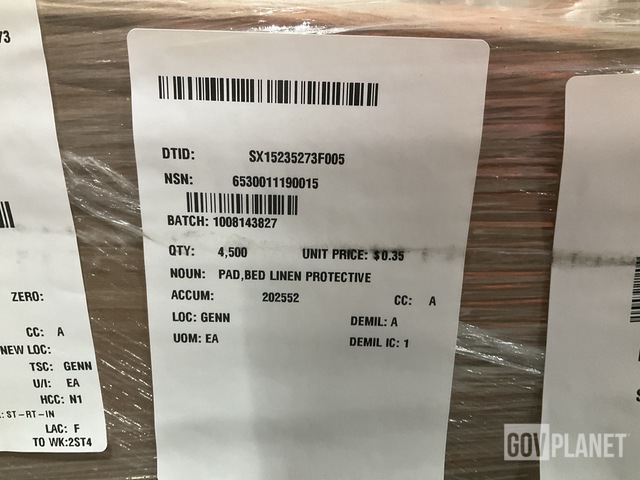 73
ZERO:
CC: A
NEW LOC:
TSC: GENN
U/I: EA
HCC: N1
: ST-RT-IN
LAC: F
TO WK:2ST4
DTID: SX15235273F005
NSN: 6530011190015
BATCH: 1008143827
QTY: 4,500 UNIT PRICE: $0.35
NOUN: PAD,BED LINEN PROTECTIVE
ACCUM: 202552 CC: A
LOC: GENN DEMIL: A
UOM: EA DEMIL IC: 1
GOVPLANET